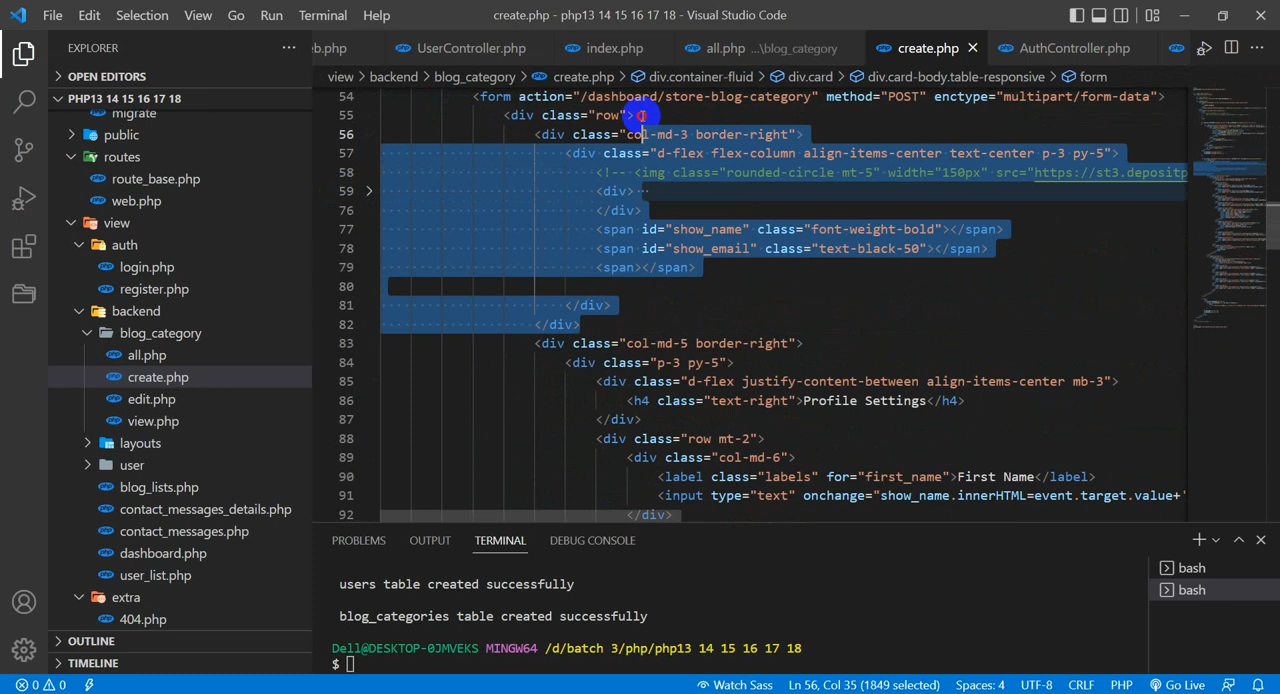 File Edit Selection View Go Run Terminal Help create.php - php13 14 15 16 17 18 - Visual Studio Code
EXPLORER
eb.php UserController.php index.php all.php ...\blog_category create.php AuthController.php
OPEN EDITORS
view > backend > blog_category > create.php > div.container-fluid > div.card > div.card-body.table-responsive > form
PHP13 14 15 16 17 18
migrate
public
routes
route_base.php
web.php
view
auth
login.php
register.php
backend
blog_category
all.php
create.php
edit.php
view.php
layouts
user
blog_lists.php
contact_messages_details.php
contact_messages.php
dashboard.php
user_list.php
extra
404.php
OUTLINE
TIMELINE
54 <form action="/dashboard/store-blog-category" method="POST" enctype="multipart/form-data">
55 <div class="row">
56 <div class="col-md-3 border-right">
57 <div class="d-flex flex-column align-items-center text-center p-3 py-5">
58 <!-- <img class="rounded-circle mt-5" width="150px" src="https://st3.depositp
59 <div> ...
76 </div>
77 <span id="show_name" class="font-weight-bold"></span>
78 <span id="show_email" class="text-black-50"></span>
79 <span></span>
80
81 </div>
82 </div>
83 <div class="col-md-5 border-right">
84 <div class="p-3 py-5">
85 <div class="d-flex justify-content-between align-items-center mb-3">
86 <h4 class="text-right">Profile Settings</h4>
87 </div>
88 <div class="row mt-2">
89 <div class="col-md-6">
90 <label class="labels" for="first_name">First Name</label>
91 <input type="text" onchange="show_name.innerHTML=event.target.value+'
92 </div>
PROBLEMS OUTPUT TERMINAL DEBUG CONSOLE
users table created successfully
blog_categories table created successfully
Dell@DESKTOP-0JMVEKS MINGW64 /d/batch 3/php/php13 14 15 16 17 18
$
bash
bash
0 0 Watch Sass Ln 56, Col 35 (1849 selected) Spaces: 4 UTF-8 CRLF PHP Go Live